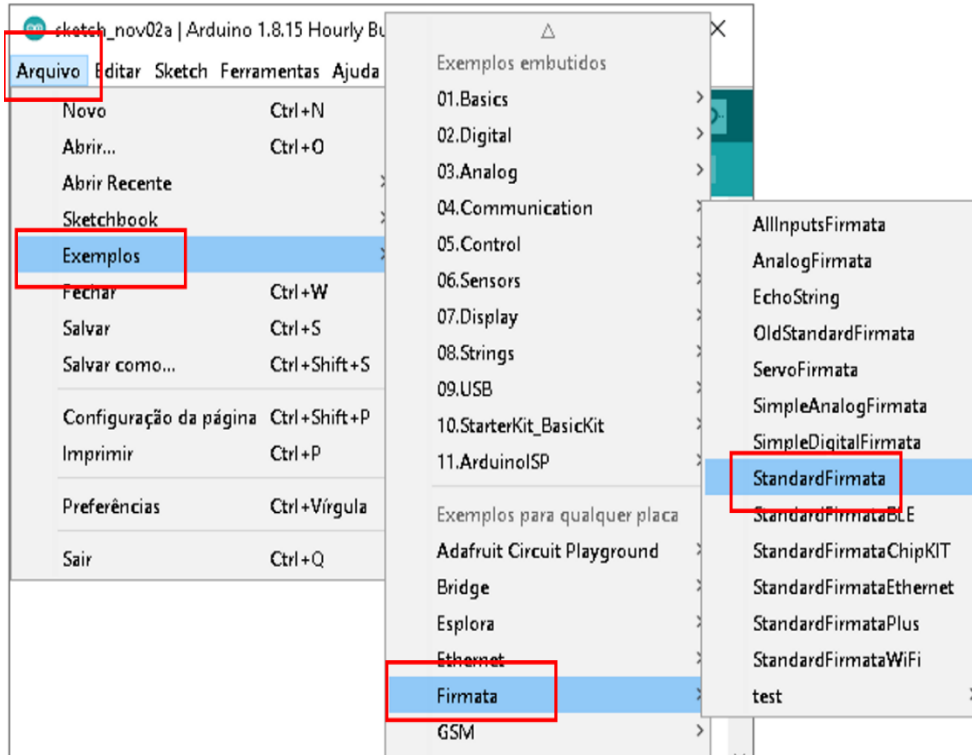 sketch_nov02a | Arduino 1.8.15 Hourly Bu
Arquivo Editar Sketch Ferramentas Ajuda
Novo Ctrl+N
Abrir... Ctrl+O
Abrir Recente
Sketchbook
Exemplos
Fechar Ctrl+W
Salvar Ctrl+S
Salvar como... Ctrl+Shift+S
Configuração da página Ctrl+Shift+P
Imprimir Ctrl+P
Preferências Ctrl+Vírgula
Sair Ctrl+Q
Exemplos embutidos
01.Basics
02.Digital
03.Analog
04.Communication
05.Control
06.Sensors
07.Display
08.Strings
09.USB
10.StarterKit_BasicKit
11.ArduinoISP
Exemplos para qualquer placa
Adafruit Circuit Playground
Bridge
Esplora
Ethernet
Firmata
GSM
AllInputsFirmata
AnalogFirmata
EchoString
OldStandardFirmata
ServoFirmata
SimpleAnalogFirmata
SimpleDigitalFirmata
StandardFirmata
StandardFirmataBLE
StandardFirmataChipKIT
StandardFirmataEthernet
StandardFirmataPlus
StandardFirmataWiFi
test